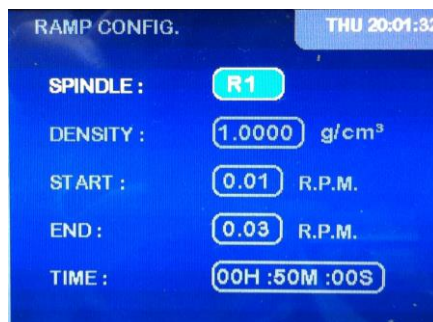 RAMP CONFIG. THU 20:01:32
SPINDLE : R1
DENSITY : 1.0000 g/cm³
START : 0.01 R.P.M.
END : 0.03 R.P.M.
TIME : 00H :50M :00S